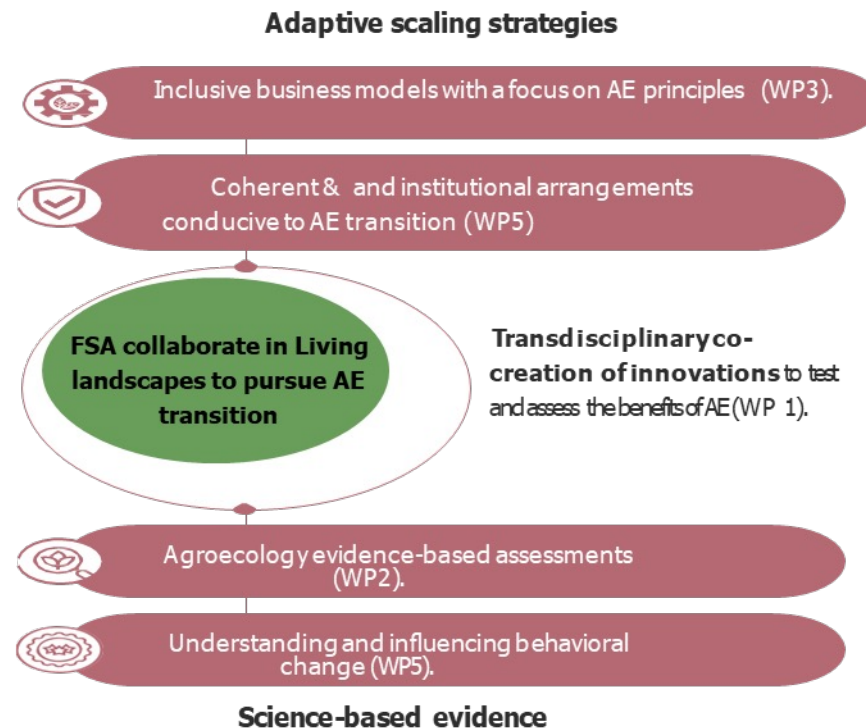 Adaptive scaling strategies
Inclusive business models with a focus on AE principles (WP3).
Coherent & and institutional arrangements
conducive to AE transition (WP5)
FSA collaborate in Living
landscapes to pursue AE
transition
Transdisciplinary co-
creation of innovations to test
and assess the benefits of AE (WP 1).
Agroecology evidence-based assessments
(WP2).
Understanding and influencing behavioral
change (WP5).
Science-based evidence